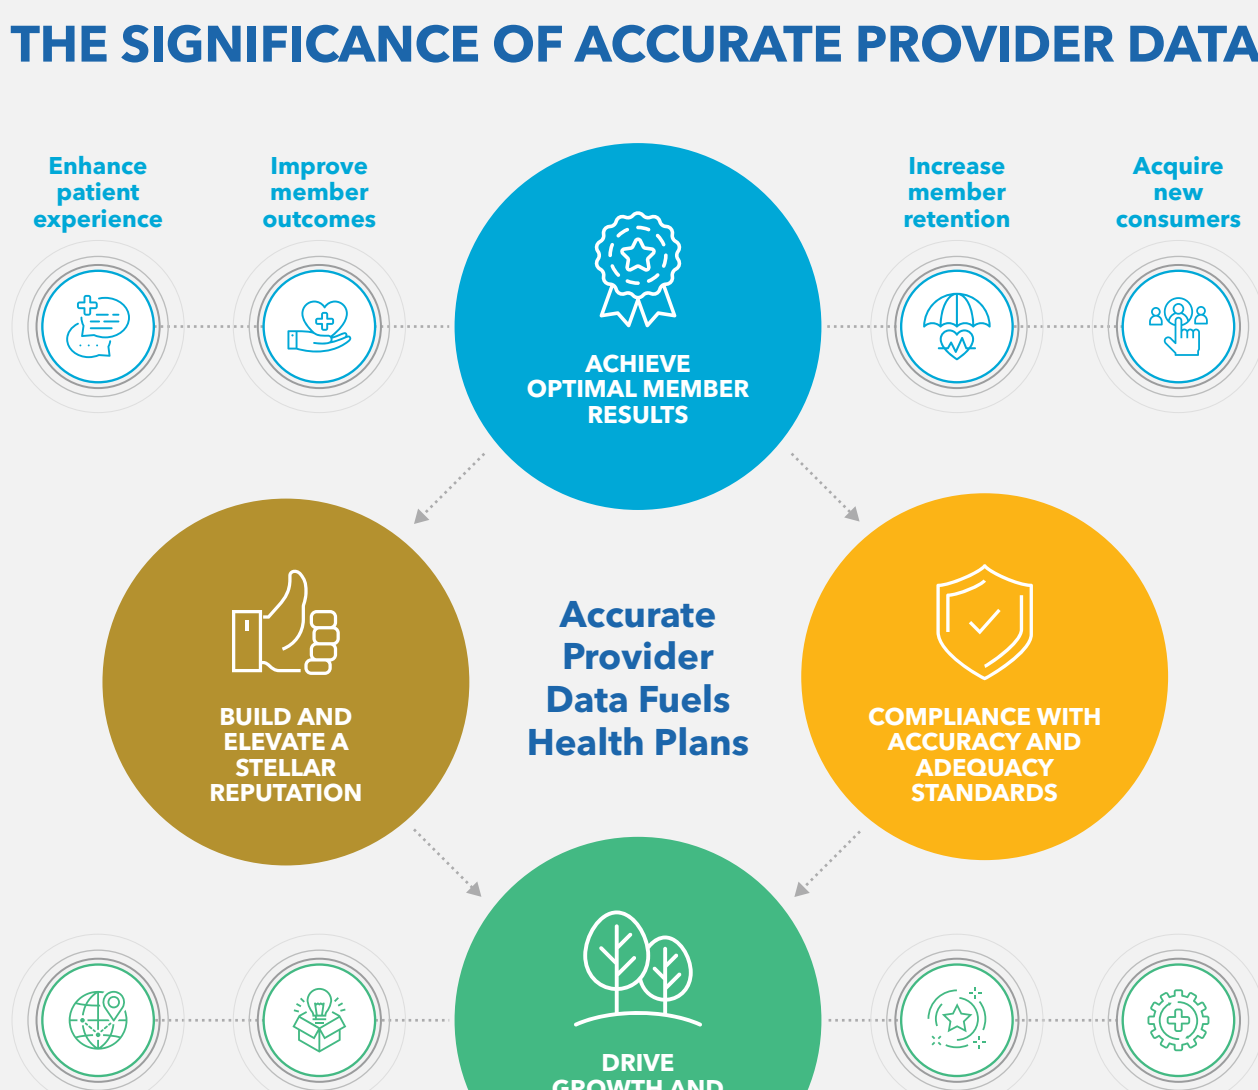 THE SIGNIFICANCE OF ACCURATE PROVIDER DATA
Enhance
patient
experience
Improve
member
outcomes
Increase
member
retention
Acquire
new
consumers
ACHIEVE
OPTIMAL MEMBER
RESULTS
BUILD AND
ELEVATE A
STELLAR
REPUTATION
Accurate
Provider
Data Fuels
Health Plans
COMPLIANCE WITH
ACCURACY AND
ADEQUACY
STANDARDS
DRIVE
GROWTH AND